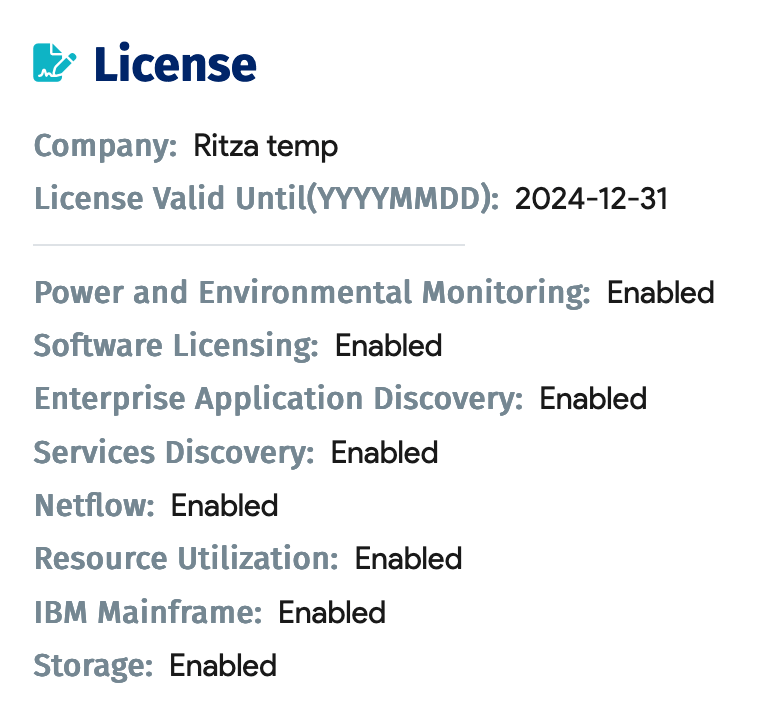 License
Company: Ritza temp
License Valid Until(YYYYMMDD): 2024-12-31
Power and Environmental Monitoring: Enabled
Software Licensing: Enabled
Enterprise Application Discovery: Enabled
Services Discovery: Enabled
Netflow: Enabled
Resource Utilization: Enabled
IBM Mainframe: Enabled
Storage: Enabled